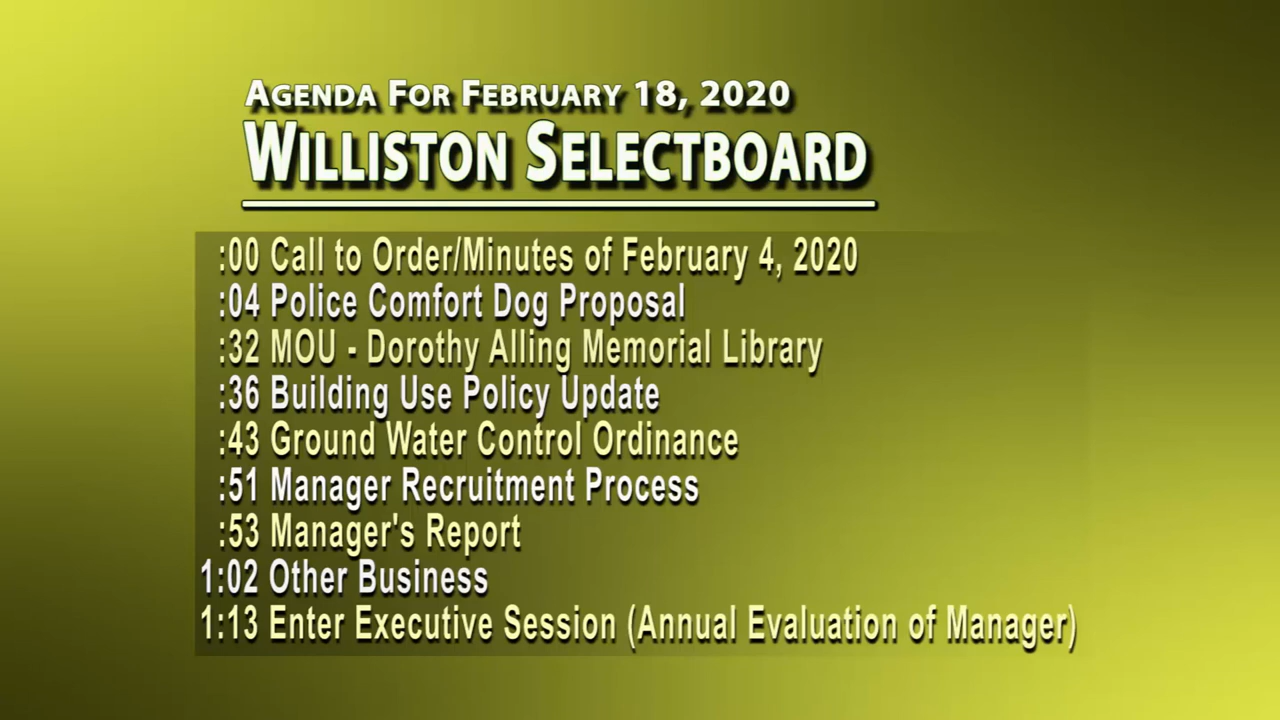 Agenda For February 18, 2020
Williston Selectboard
:00 Call to Order/Minutes of February 4, 2020
:04 Police Comfort Dog Proposal
:32 MOU - Dorothy Alling Memorial Library
:36 Building Use Policy Update
:43 Ground Water Control Ordinance
:51 Manager Recruitment Process
:53 Manager's Report
1:02 Other Business
1:13 Enter Executive Session (Annual Evaluation of Manager)